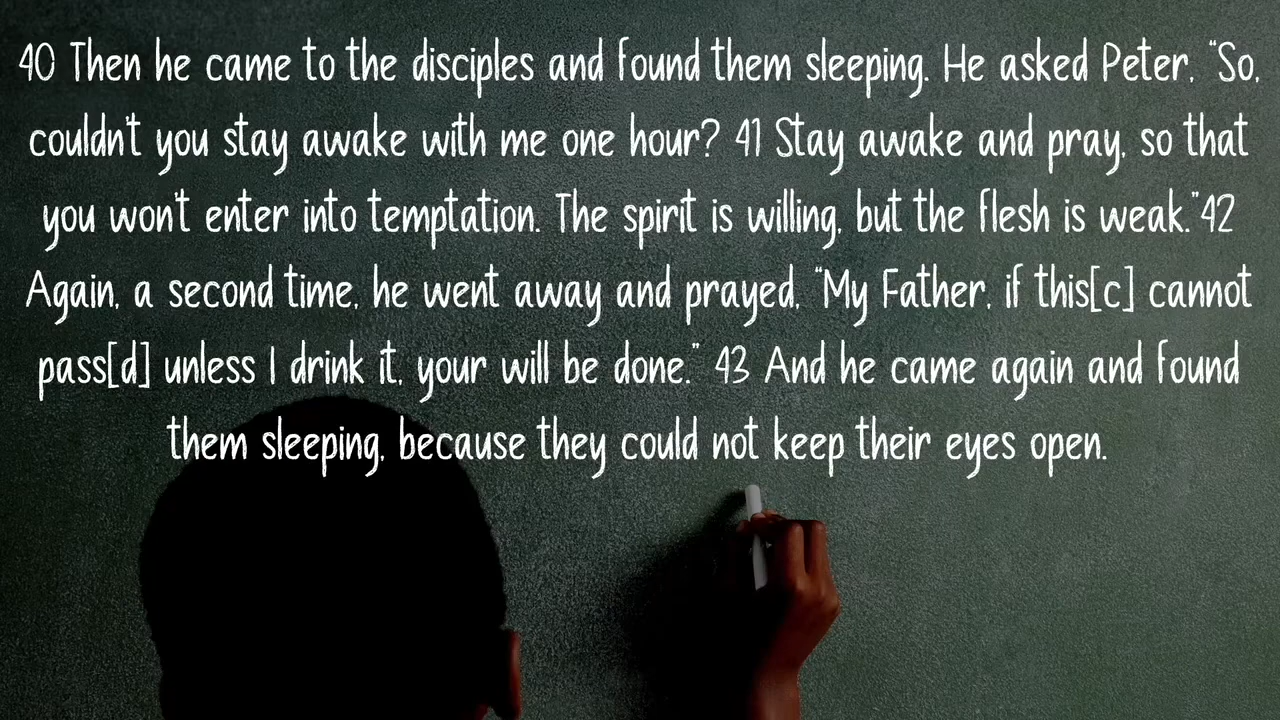 40 Then he came to the disciples and found them sleeping. He asked Peter, “So,
couldn't you stay awake with me one hour? 41 Stay awake and pray, so that
you won't enter into temptation. The spirit is willing, but the flesh is weak.”42
Again, a second time, he went away and prayed, “My Father, if this[c] cannot
pass[d] unless I drink it, your will be done.” 43 And he came again and found
them sleeping, because they could not keep their eyes open.